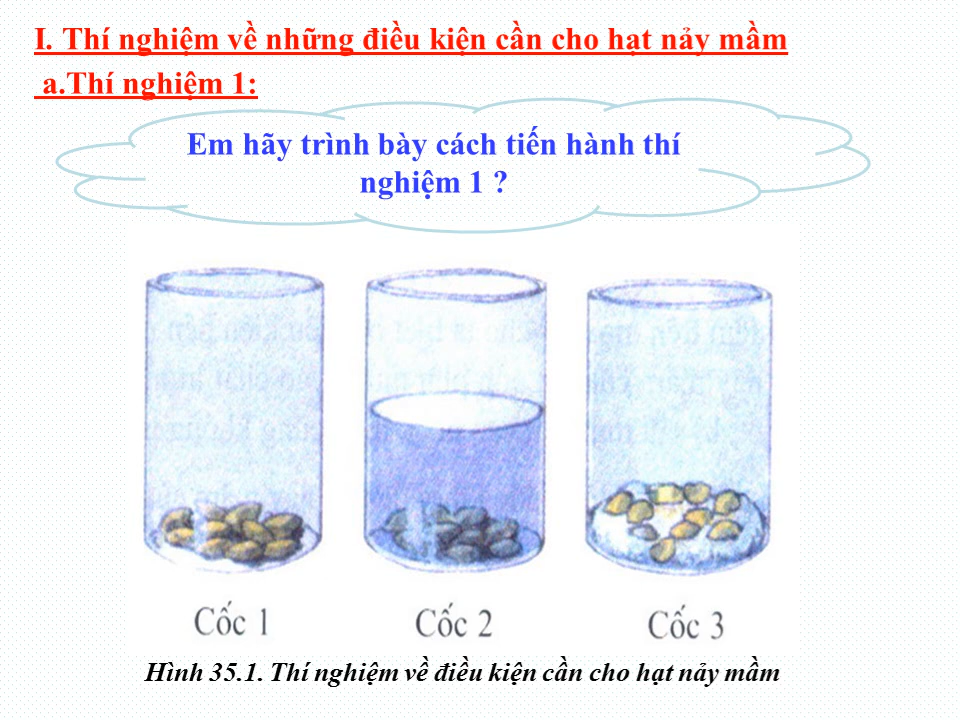 I. Thí nghiệm về những điều kiện cần cho hạt nảy mầm
a.Thí nghiệm 1:
Em hãy trình bày cách tiến hành thí
nghiệm 1 ?
Cốc 1
Cốc 2
Cốc 3
Hình 35.1. Thí nghiệm về điều kiện cần cho hạt nảy mầm